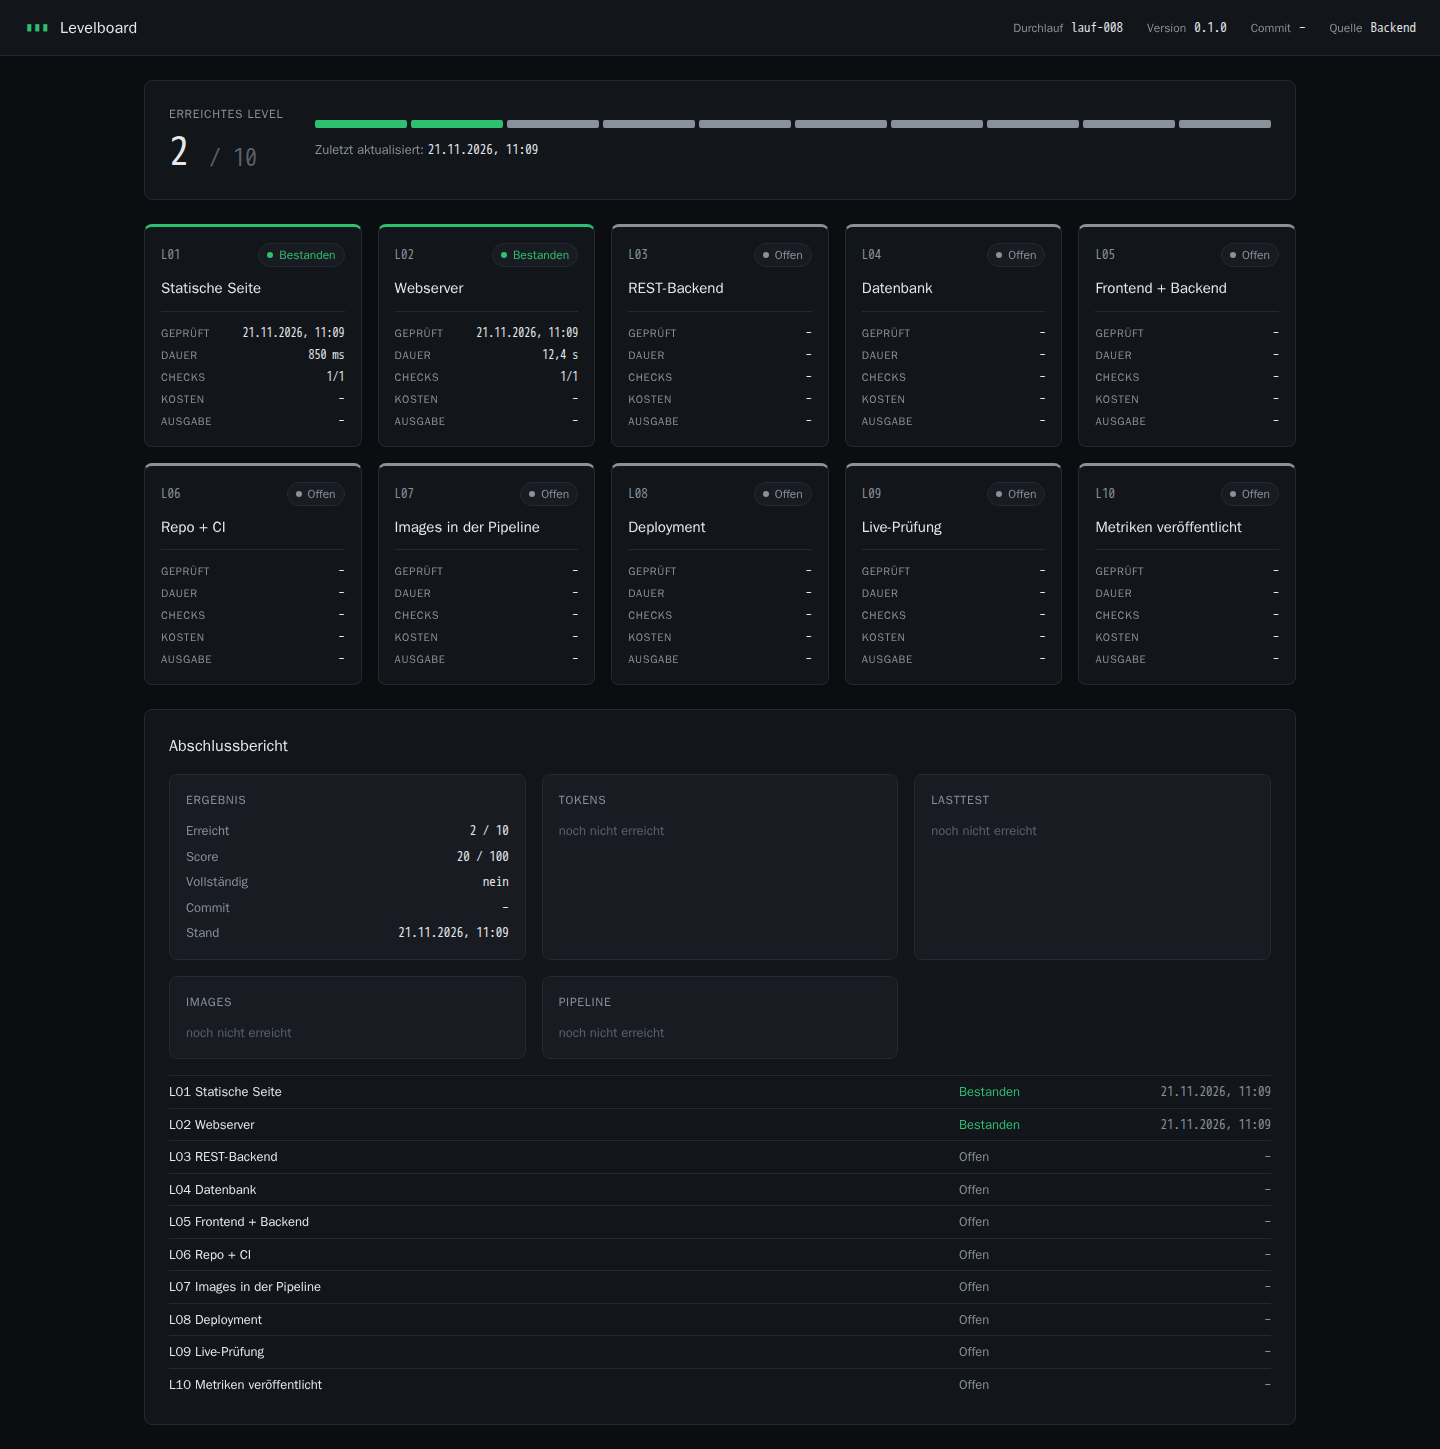 Levelboard
Durchlauf lauf-008 Version 0.1.0 Commit – Quelle Backend
ERREICHTES LEVEL
2 / 10
Zuletzt aktualisiert: 21.11.2026, 11:09
L01 Bestanden
Statische Seite
GEPRÜFT 21.11.2026, 11:09
DAUER 850 ms
CHECKS 1/1
KOSTEN –
AUSGABE –
L02 Bestanden
Webserver
GEPRÜFT 21.11.2026, 11:09
DAUER 12,4 s
CHECKS 1/1
KOSTEN –
AUSGABE –
L03 Offen
REST-Backend
GEPRÜFT –
DAUER –
CHECKS –
KOSTEN –
AUSGABE –
L04 Offen
Datenbank
GEPRÜFT –
DAUER –
CHECKS –
KOSTEN –
AUSGABE –
L05 Offen
Frontend + Backend
GEPRÜFT –
DAUER –
CHECKS –
KOSTEN –
AUSGABE –
L06 Offen
Repo + CI
GEPRÜFT –
DAUER –
CHECKS –
KOSTEN –
AUSGABE –
L07 Offen
Images in der Pipeline
GEPRÜFT –
DAUER –
CHECKS –
KOSTEN –
AUSGABE –
L08 Offen
Deployment
GEPRÜFT –
DAUER –
CHECKS –
KOSTEN –
AUSGABE –
L09 Offen
Live-Prüfung
GEPRÜFT –
DAUER –
CHECKS –
KOSTEN –
AUSGABE –
L10 Offen
Metriken veröffentlicht
GEPRÜFT –
DAUER –
CHECKS –
KOSTEN –
AUSGABE –
Abschlussbericht
ERGEBNIS
Erreicht 2 / 10
Score 20 / 100
Vollständig nein
Commit –
Stand 21.11.2026, 11:09
TOKENS
noch nicht erreicht
LASTTEST
noch nicht erreicht
IMAGES
noch nicht erreicht
PIPELINE
noch nicht erreicht
L01 Statische Seite Bestanden 21.11.2026, 11:09
L02 Webserver Bestanden 21.11.2026, 11:09
L03 REST-Backend Offen –
L04 Datenbank Offen –
L05 Frontend + Backend Offen –
L06 Repo + CI Offen –
L07 Images in der Pipeline Offen –
L08 Deployment Offen –
L09 Live-Prüfung Offen –
L10 Metriken veröffentlicht Offen –